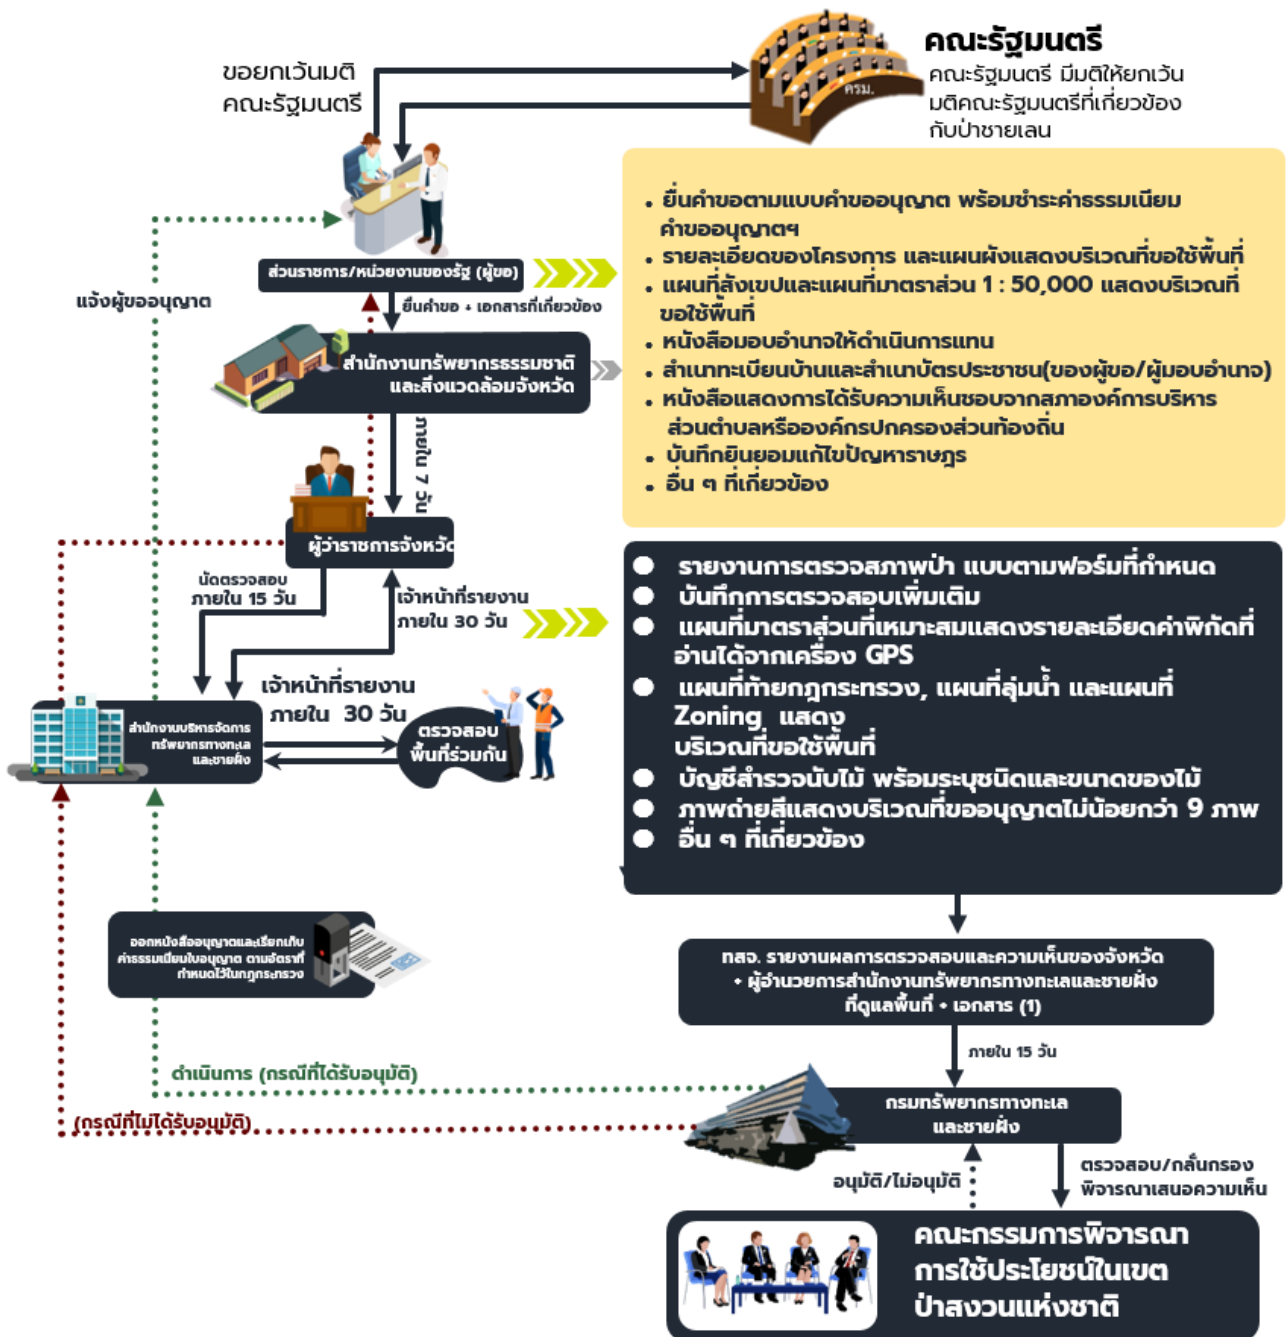 ขอยกเว้นมติ
คณะรัฐมนตรี
ครม.
คณะรัฐมนตรี
คณะรัฐมนตรี มีมติให้ยกเว้น
มติคณะรัฐมนตรีที่เกี่ยวข้อง
กับป่าชายเลน
ส่วนราชการ/หน่วยงานของรัฐ (ผู้ขอ)
แจ้งผู้ขออนุญาต
ยื่นคำขอ + เอกสารที่เกี่ยวข้อง
• ยื่นคำขอตามแบบคำขออนุญาต พร้อมชำระค่าธรรมเนียม
คำขออนุญาตฯ
• รายละเอียดของโครงการ และแผนผังแสดงบริเวณที่ขอใช้พื้นที่
• แผนที่สังเขปและแผนที่มาตราส่วน 1 : 50,000 แสดงบริเวณที่
ขอใช้พื้นที่
• หนังสือมอบอำนาจให้ดำเนินการแทน
• สำเนาทะเบียนบ้านและสำเนาบัตรประชาชน(ของผู้ขอ/ผู้มอบอำนาจ)
• หนังสือแสดงการได้รับความเห็นชอบจากสภาองค์การบริหาร
ส่วนตำบลหรือองค์กรปกครองส่วนท้องถิ่น
• บันทึกยินยอมแก้ไขปัญหาราษฎร
• อื่น ๆ ที่เกี่ยวข้อง
สำนักงานทรัพยากรธรรมชาติ
และสิ่งแวดล้อมจังหวัด
ภายใน 7 วัน
ผู้ว่าราชการจังหวัด
นัดตรวจสอบ
ภายใน 15 วัน
เจ้าหน้าที่รายงาน
ภายใน 30 วัน
เจ้าหน้าที่รายงาน
ภายใน 30 วัน
สำนักงานบริหารจัดการ
ทรัพยากรทางทะเล
และชายฝั่ง
ตรวจสอบ
พื้นที่ร่วมกัน
● รายงานการตรวจสภาพป่า แบบตามฟอร์มที่กำหนด
● บันทึกการตรวจสอบเพิ่มเติม
● แผนที่มาตราส่วนที่เหมาะสมแสดงรายละเอียดค่าพิกัดที่
อ่านได้จากเครื่อง GPS
● แผนที่ท้ายกฎกระทรวง, แผนที่ลุ่มน้ำ และแผนที่
Zoning แสดง
บริเวณที่ขอใช้พื้นที่
● บัญชีสำรวจนับไม้ พร้อมระบุชนิดและขนาดของไม้
● ภาพถ่ายสีแสดงบริเวณที่ขออนุญาตไม่น้อยกว่า 9 ภาพ
● อื่น ๆ ที่เกี่ยวข้อง
ออกหนังสืออนุญาตและเรียกเก็บ
ค่าธรรมเนียมใบอนุญาต ตามอัตราที่
กำหนดไว้ในกฎกระทรวง
ทสจ. รายงานผลการตรวจสอบและความเห็นของจังหวัด
+ ผู้อำนวยการสำนักงานทรัพยากรทางทะเลและชายฝั่ง
ที่ดูแลพื้นที่ + เอกสาร (1)
ภายใน 15 วัน
ดำเนินการ (กรณีที่ได้รับอนุมัติ)
(กรณีที่ไม่ได้รับอนุมัติ)
กรมทรัพยากรทางทะเล
และชายฝั่ง
อนุมัติ/ไม่อนุมัติ
ตรวจสอบ/กลั่นกรอง
พิจารณาเสนอความเห็น
คณะกรรมการพิจารณา
การใช้ประโยชน์ในเขต
ป่าสงวนแห่งชาติ